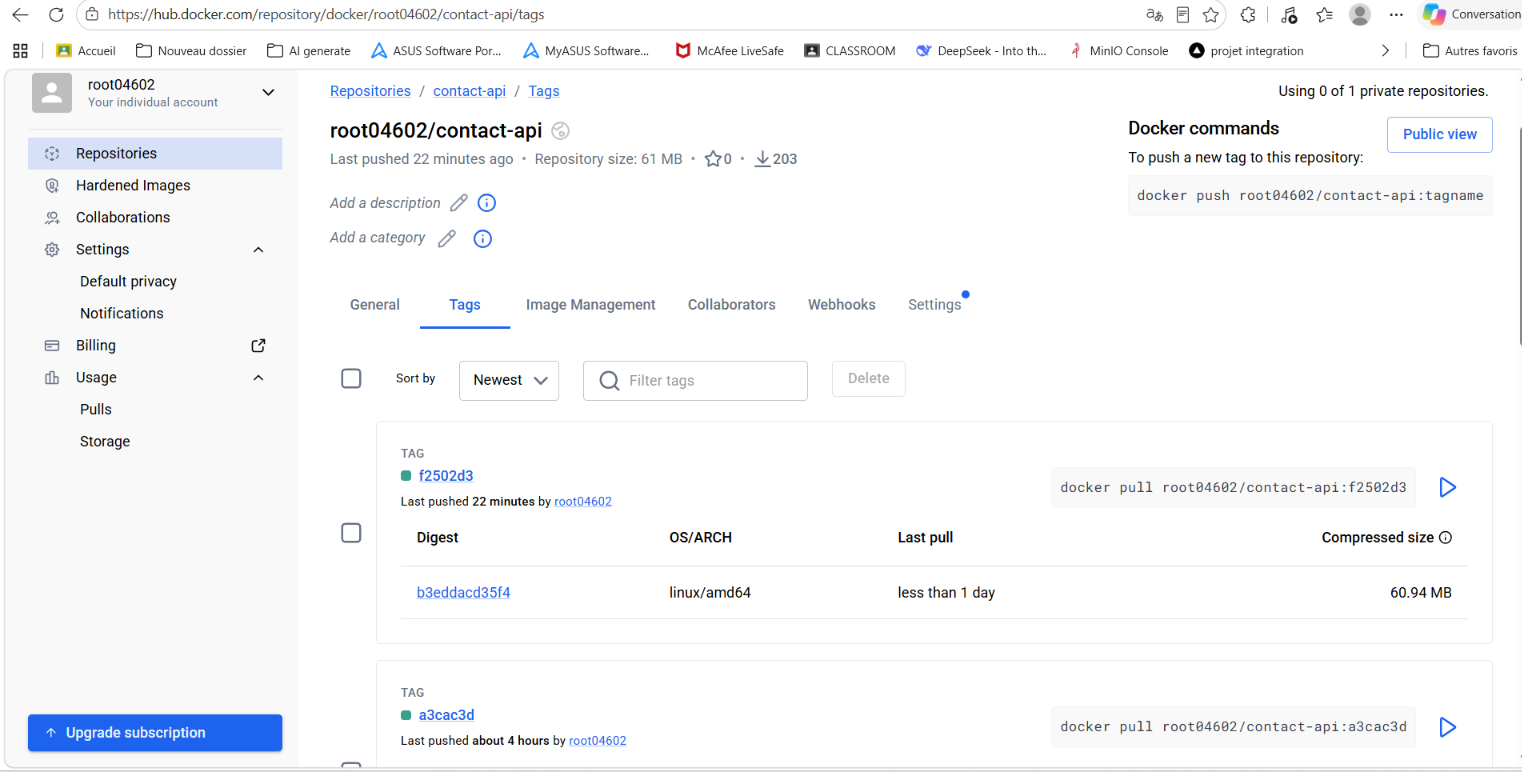 https://hub.docker.com/repository/docker/root04602/contact-api/tags
Conversation
Accueil
Nouveau dossier
AI generate
ASUS Software Por...
MyASUS Software...
McAfee LiveSafe
CLASSROOM
DeepSeek - Into th...
MinIO Console
projet integration
Autres favoris
root04602
Your individual account
Repositories
Hardened Images
Collaborations
Settings
Default privacy
Notifications
Billing
Usage
Pulls
Storage
Upgrade subscription
Repositories / contact-api / Tags
Using 0 of 1 private repositories.
root04602/contact-api
Last pushed 22 minutes ago • Repository size: 61 MB • 0 • 203
Add a description
Add a category
Docker commands
Public view
To push a new tag to this repository:
docker push root04602/contact-api:tagname
General
Tags
Image Management
Collaborators
Webhooks
Settings
Sort by
Newest
Filter tags
Delete
TAG
f2502d3
Last pushed 22 minutes by root04602
docker pull root04602/contact-api:f2502d3
Digest OS/ARCH Last pull Compressed size
b3eddacd35f4 linux/amd64 less than 1 day 60.94 MB
TAG
a3cac3d
Last pushed about 4 hours by root04602
docker pull root04602/contact-api:a3cac3d